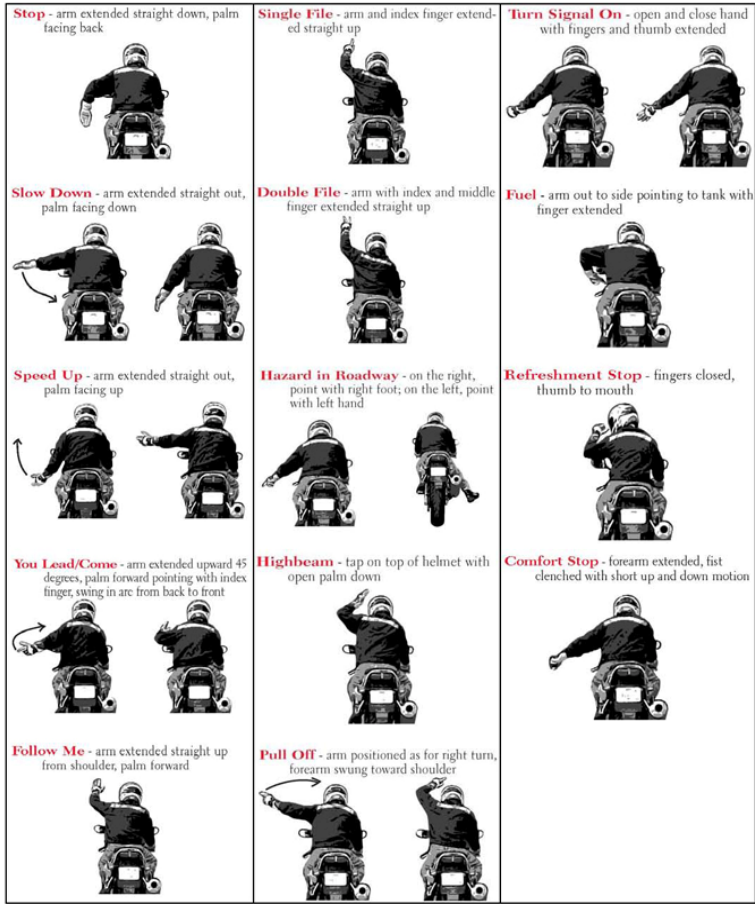 Stop - arm extended straight down, palm
facing back
Slow Down - arm extended straight out,
palm facing down
Speed Up - arm extended straight out,
palm facing up
You Lead/Come - arm extended upward 45
degrees, palm forward pointing with index
finger, swing in arc from back to front
Follow Me - arm extended straight up
from shoulder, palm forward
Single File - arm and index finger extend-
ed straight up
Double File - arm with index and middle
finger extended straight up
Hazard in Roadway - on the right,
point with right foot; on the left, point
with left hand
Highbeam - tap on top of helmet with
open palm down
Pull Off - arm positioned as for right turn,
forearm swung toward shoulder
Turn Signal On - open and close hand
with fingers and thumb extended
Fuel - arm out to side pointing to tank with
finger extended
Refreshment Stop - fingers closed,
thumb to mouth
Comfort Stop - forearm extended, fist
clenched with short up and down motion